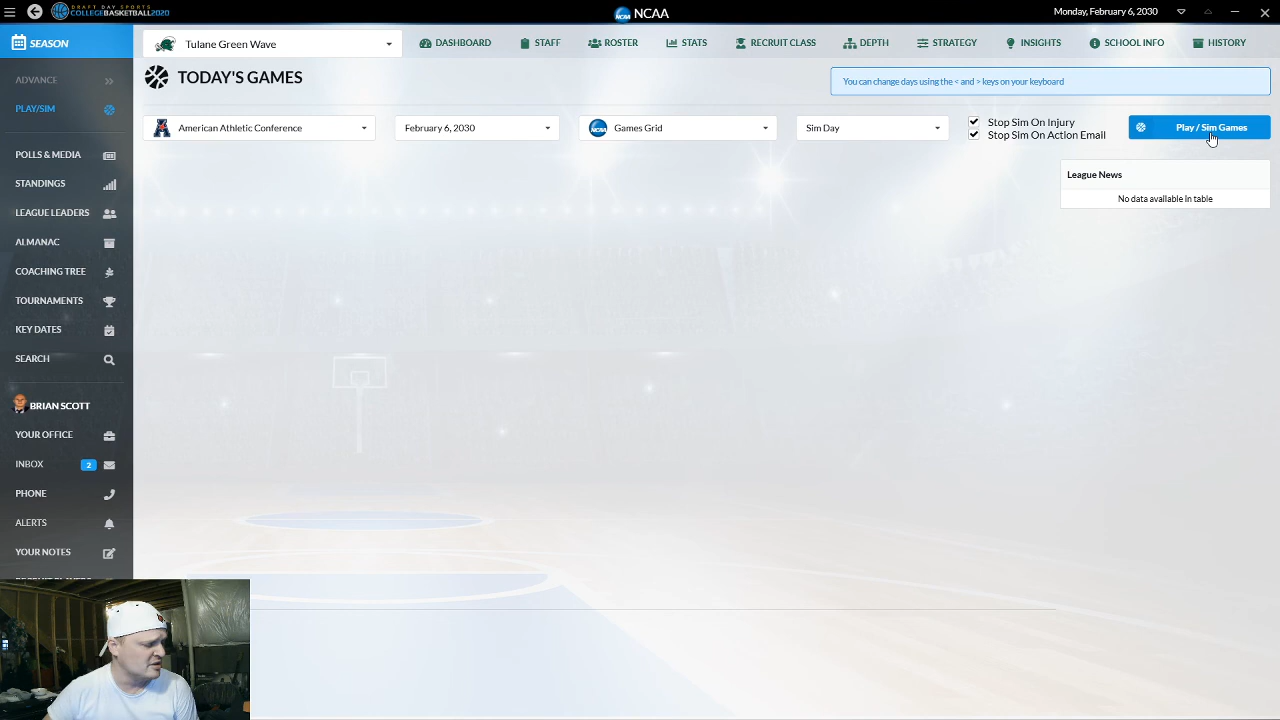 DRAFT DAY SPORTS
COLLEGE BASKETBALL 2020
NCAA
Monday, February 6, 2030
SEASON
Tulane Green Wave
DASHBOARD
STAFF
ROSTER
STATS
RECRUIT CLASS
DEPTH
STRATEGY
INSIGHTS
SCHOOL INFO
HISTORY
TODAY'S GAMES
You can change days using the < and > keys on your keyboard
ADVANCE
PLAY/SIM
American Athletic Conference
February 6, 2030
Games Grid
Sim Day
Stop Sim On Injury
Stop Sim On Action Email
Play / Sim Games
League News
No data available in table
POLLS & MEDIA
STANDINGS
LEAGUE LEADERS
ALMANAC
COACHING TREE
TOURNAMENTS
KEY DATES
SEARCH
BRIAN SCOTT
YOUR OFFICE
INBOX 2
PHONE
ALERTS
YOUR NOTES